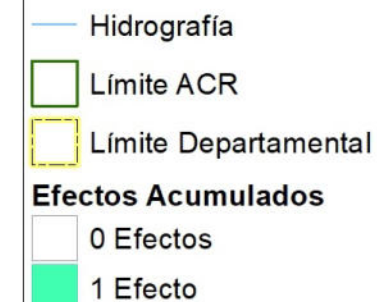 Hidrografía
Límite ACR
Límite Departamental
Efectos Acumulados
0 Efectos
1 Efecto